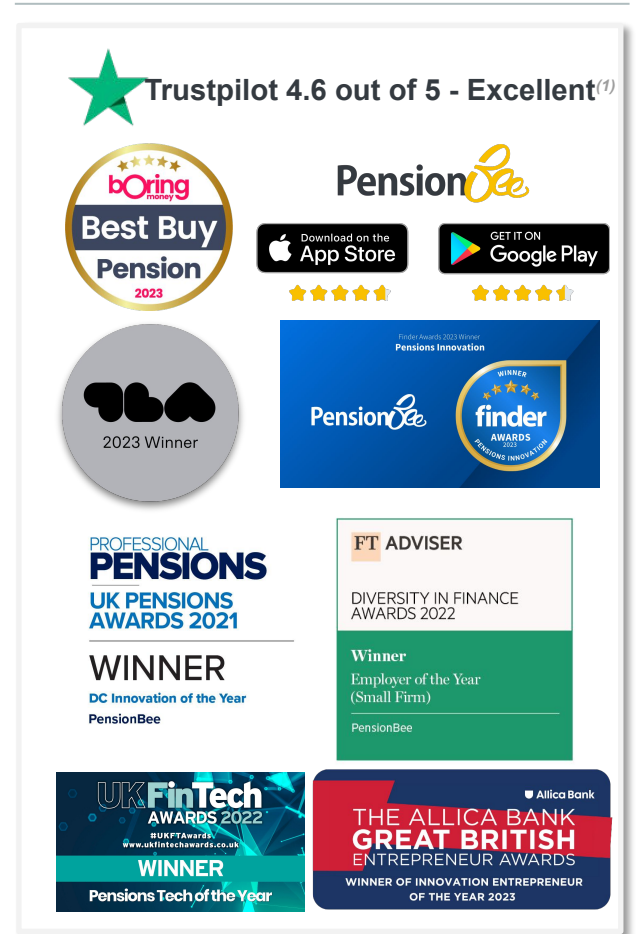 Trustpilot 4.6 out of 5 - Excellent(1)
boring
money
Best Buy
Pension
2023
PensionBee
Download on the
App Store
GET IT ON
Google Play
2023 Winner
Finder Awards 2023 Winner
Pensions Innovation
PensionBee
WINNER
finder
AWARDS
2023
PENSIONS INNOVATION
PROFESSIONAL
PENSIONS
UK PENSIONS
AWARDS 2021
WINNER
DC Innovation of the Year
PensionBee
FT ADVISER
DIVERSITY IN FINANCE
AWARDS 2022
Winner
Employer of the Year
(Small Firm)
PensionBee
UK FinTech
AWARDS 2022
#UKFTAwards
www.ukfintechawards.co.uk
WINNER
Pensions Tech of the Year
Allica Bank
THE ALLICA BANK
GREAT BRITISH
ENTREPRENEUR AWARDS
WINNER OF INNOVATION ENTREPRENEUR
OF THE YEAR 2023